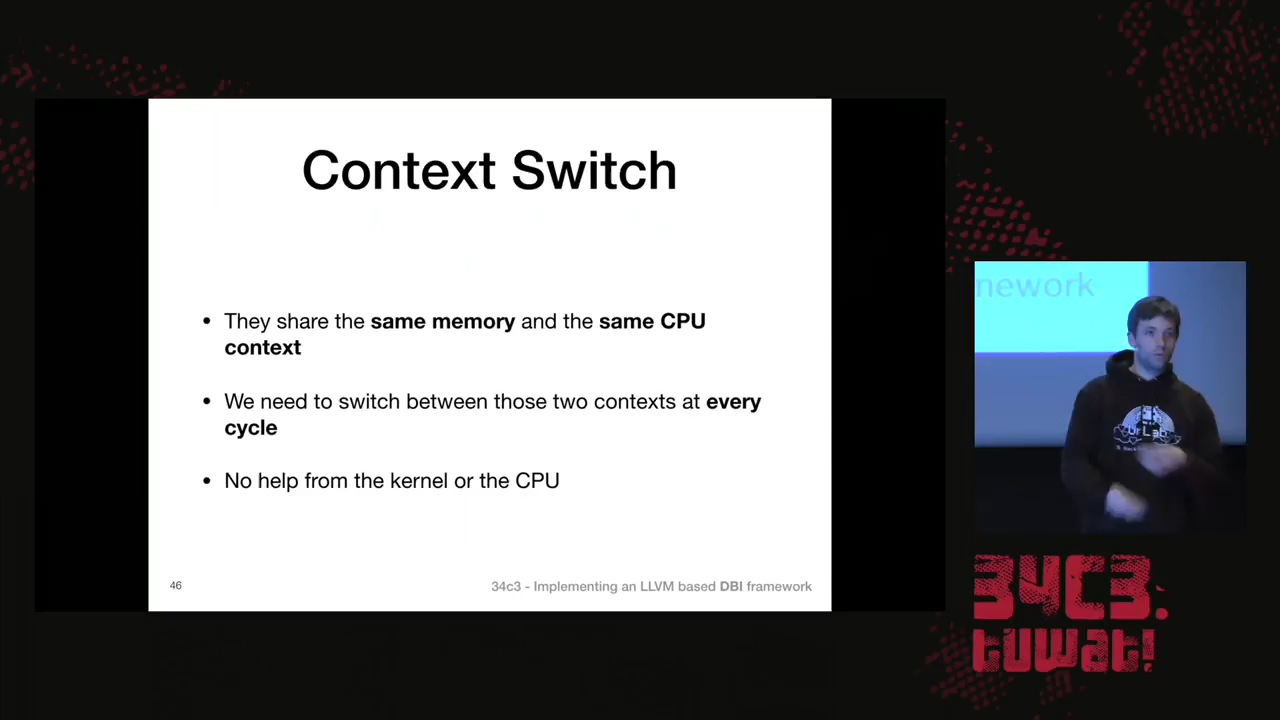 Context Switch
• They share the same memory and the same CPU
context
• We need to switch between those two contexts at every
cycle
• No help from the kernel or the CPU
46
34c3 - Implementing an LLVM based DBI framework
nework
UrLab
34C3.
tuwat!